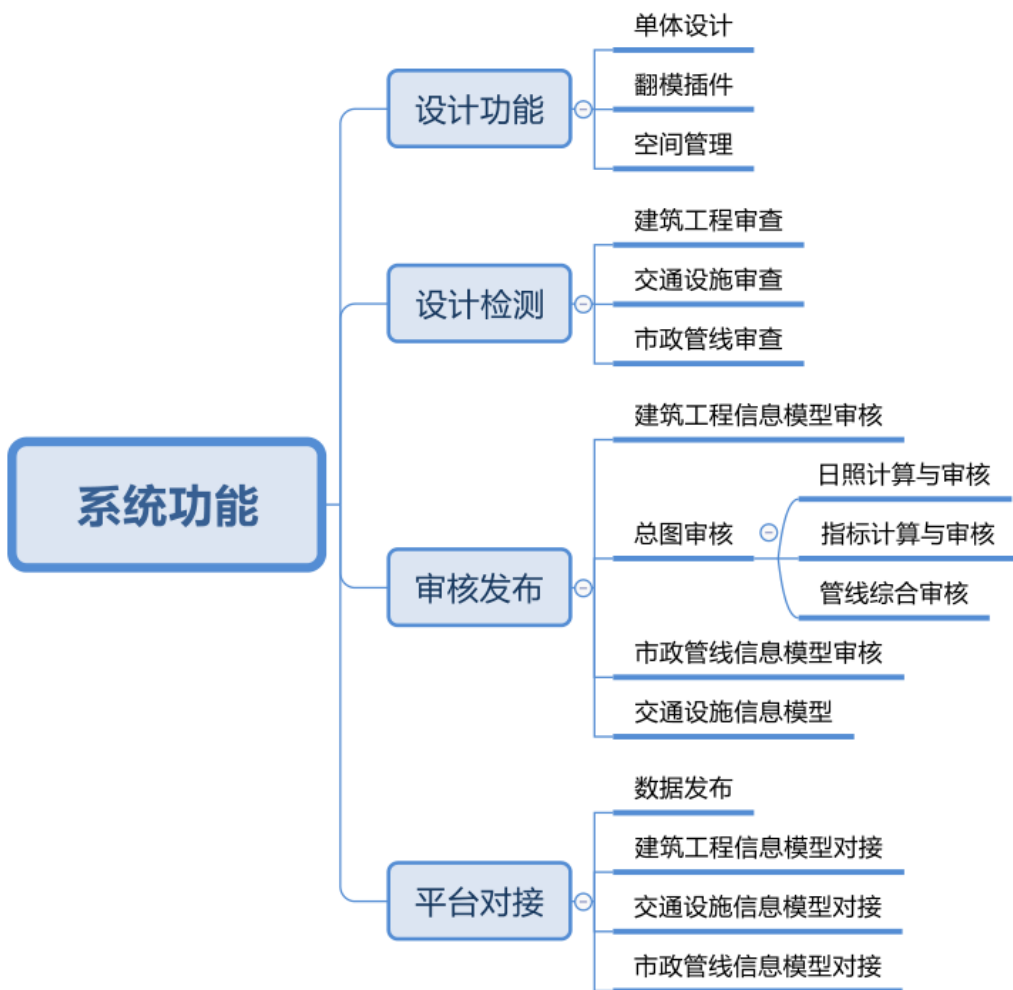 系统功能
设计功能
单体设计
翻模插件
空间管理
设计检测
建筑工程审查
交通设施审查
市政管线审查
审核发布
建筑工程信息模型审核
总图审核
日照计算与审核
指标计算与审核
管线综合审核
市政管线信息模型审核
交通设施信息模型
平台对接
数据发布
建筑工程信息模型对接
交通设施信息模型对接
市政管线信息模型对接